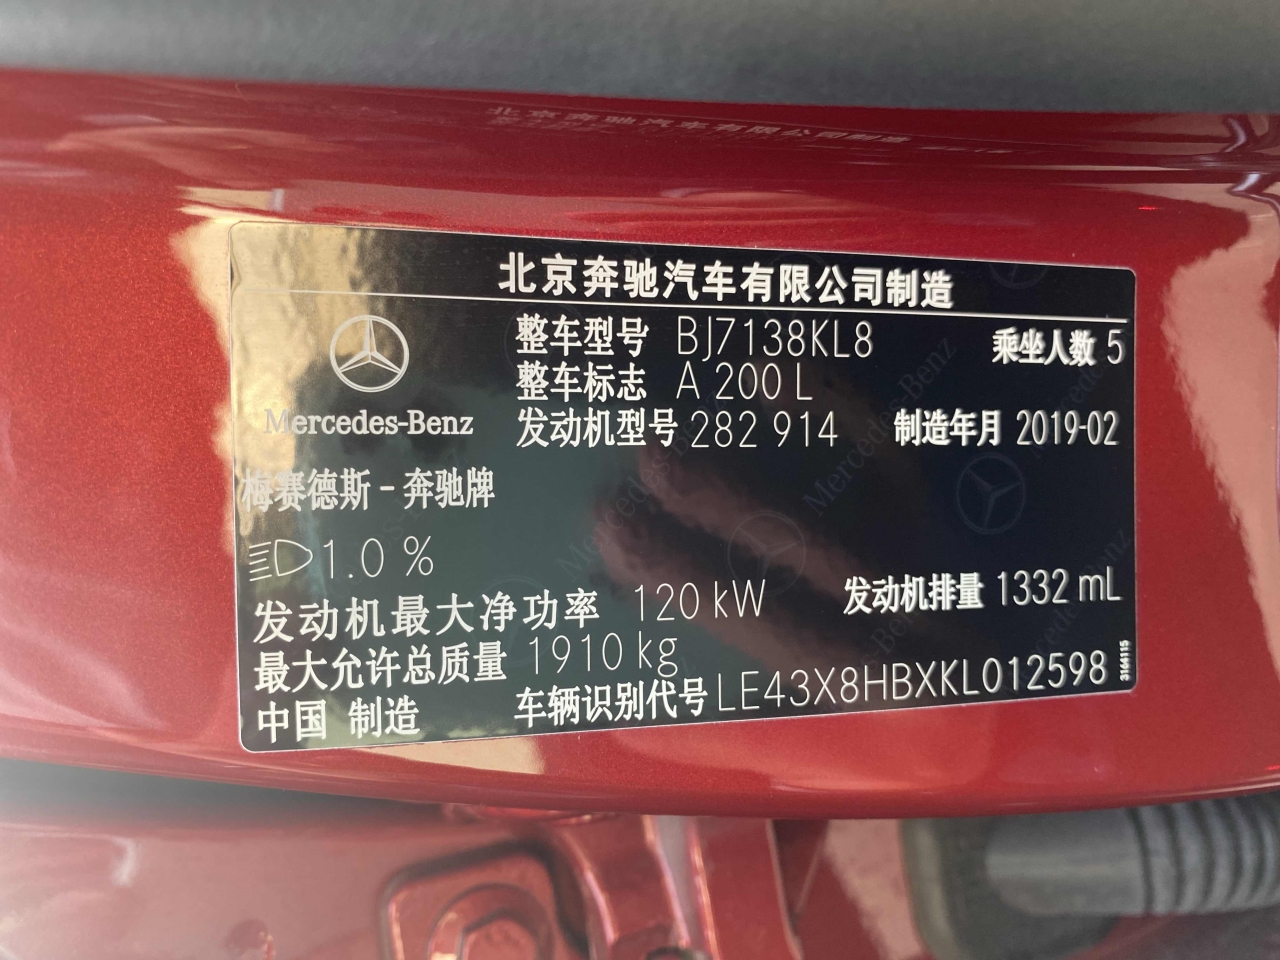 北京奔驰汽车有限公司制造
整车型号 BJ7138KL8 乘坐人数 5
整车标志 A 200 L
发动机型号 282 914 制造年月 2019-02
Mercedes-Benz
梅赛德斯-奔驰牌
1.0 %
发动机最大净功率 120 kW 发动机排量 1332 mL
最大允许总质量 1910 kg
中国 制造 车辆识别代号 LE43X8HBXKL012598
3164115